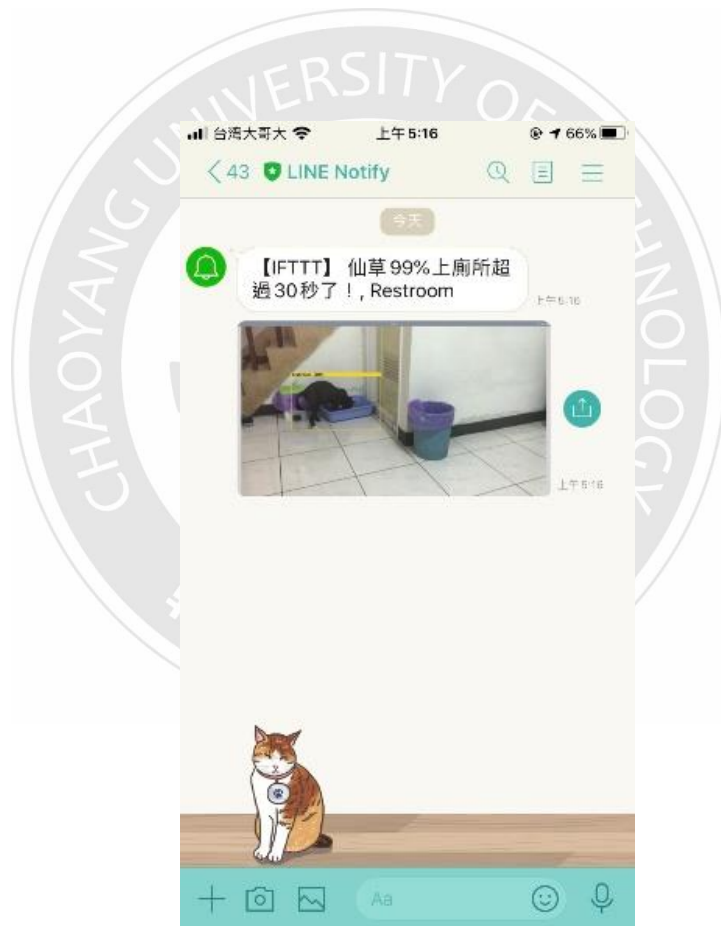 CHAOYANG UNIVERSITY OF
台灣大哥大
上午5:16
66%
43
LINE Notify
今天
【IFTTT】 仙草99%上廁所超
過30秒了！, Restroom
上午5:16
上午5:16
Aa